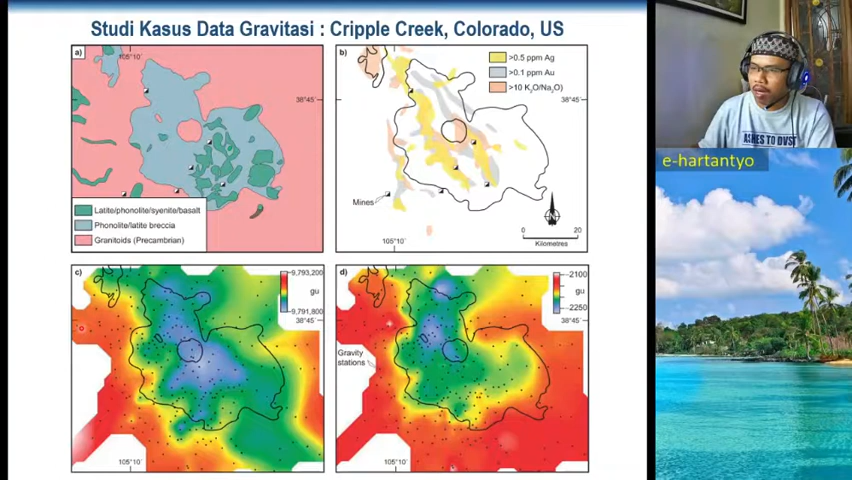 Studi Kasus Data Gravitasi : Cripple Creek, Colorado, US
a)
105°10´
38°45´
Latite/phonolite/syenite/basalt
Phonolite/latite breccia
Granitoids (Precambrian)
b)
>0.5 ppm Ag
>0.1 ppm Au
>10 K2O/Na2O)
38°45´
Mines
N
0 20
Kilometres
105°10´
c)
9,793,200
gu
9,791,800
38°45´
105°10´
d)
-2100
gu
-2250
38°45´
Gravity
stations
105°10´
ASHES TO DVST
e-hartantyo